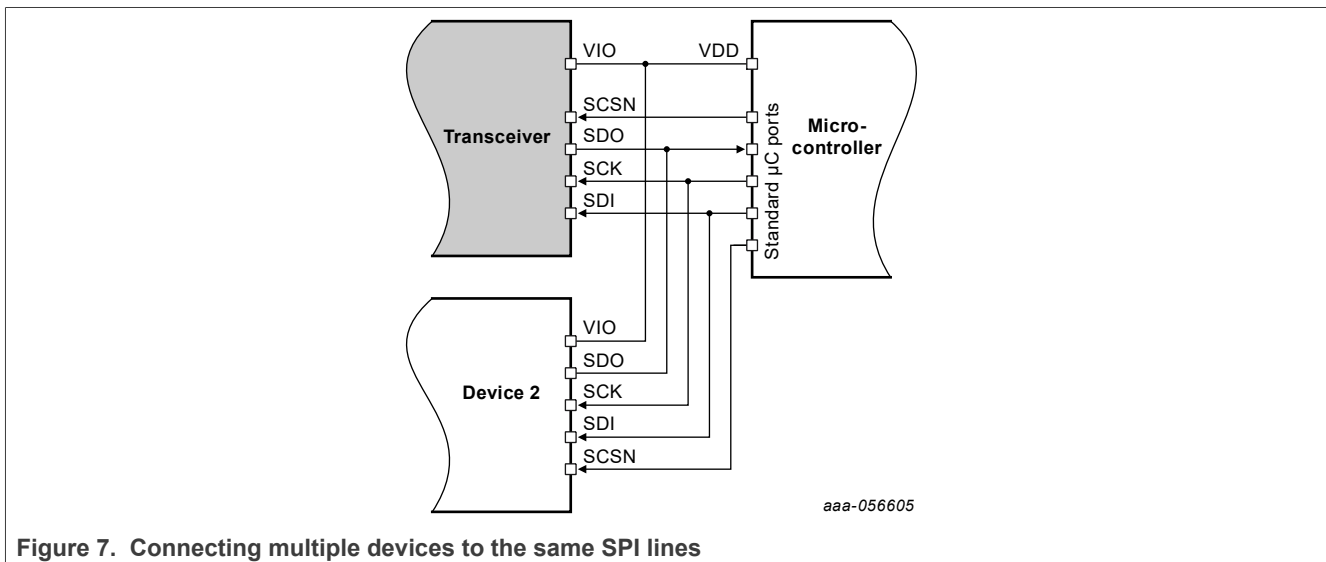 VIO
VDD
SCSN
Transceiver
SDO
SCK
SDI
Standard µC ports
Micro-
controller
VIO
SDO
Device 2
SCK
SDI
SCSN
aaa-056605
Figure 7. Connecting multiple devices to the same SPI lines